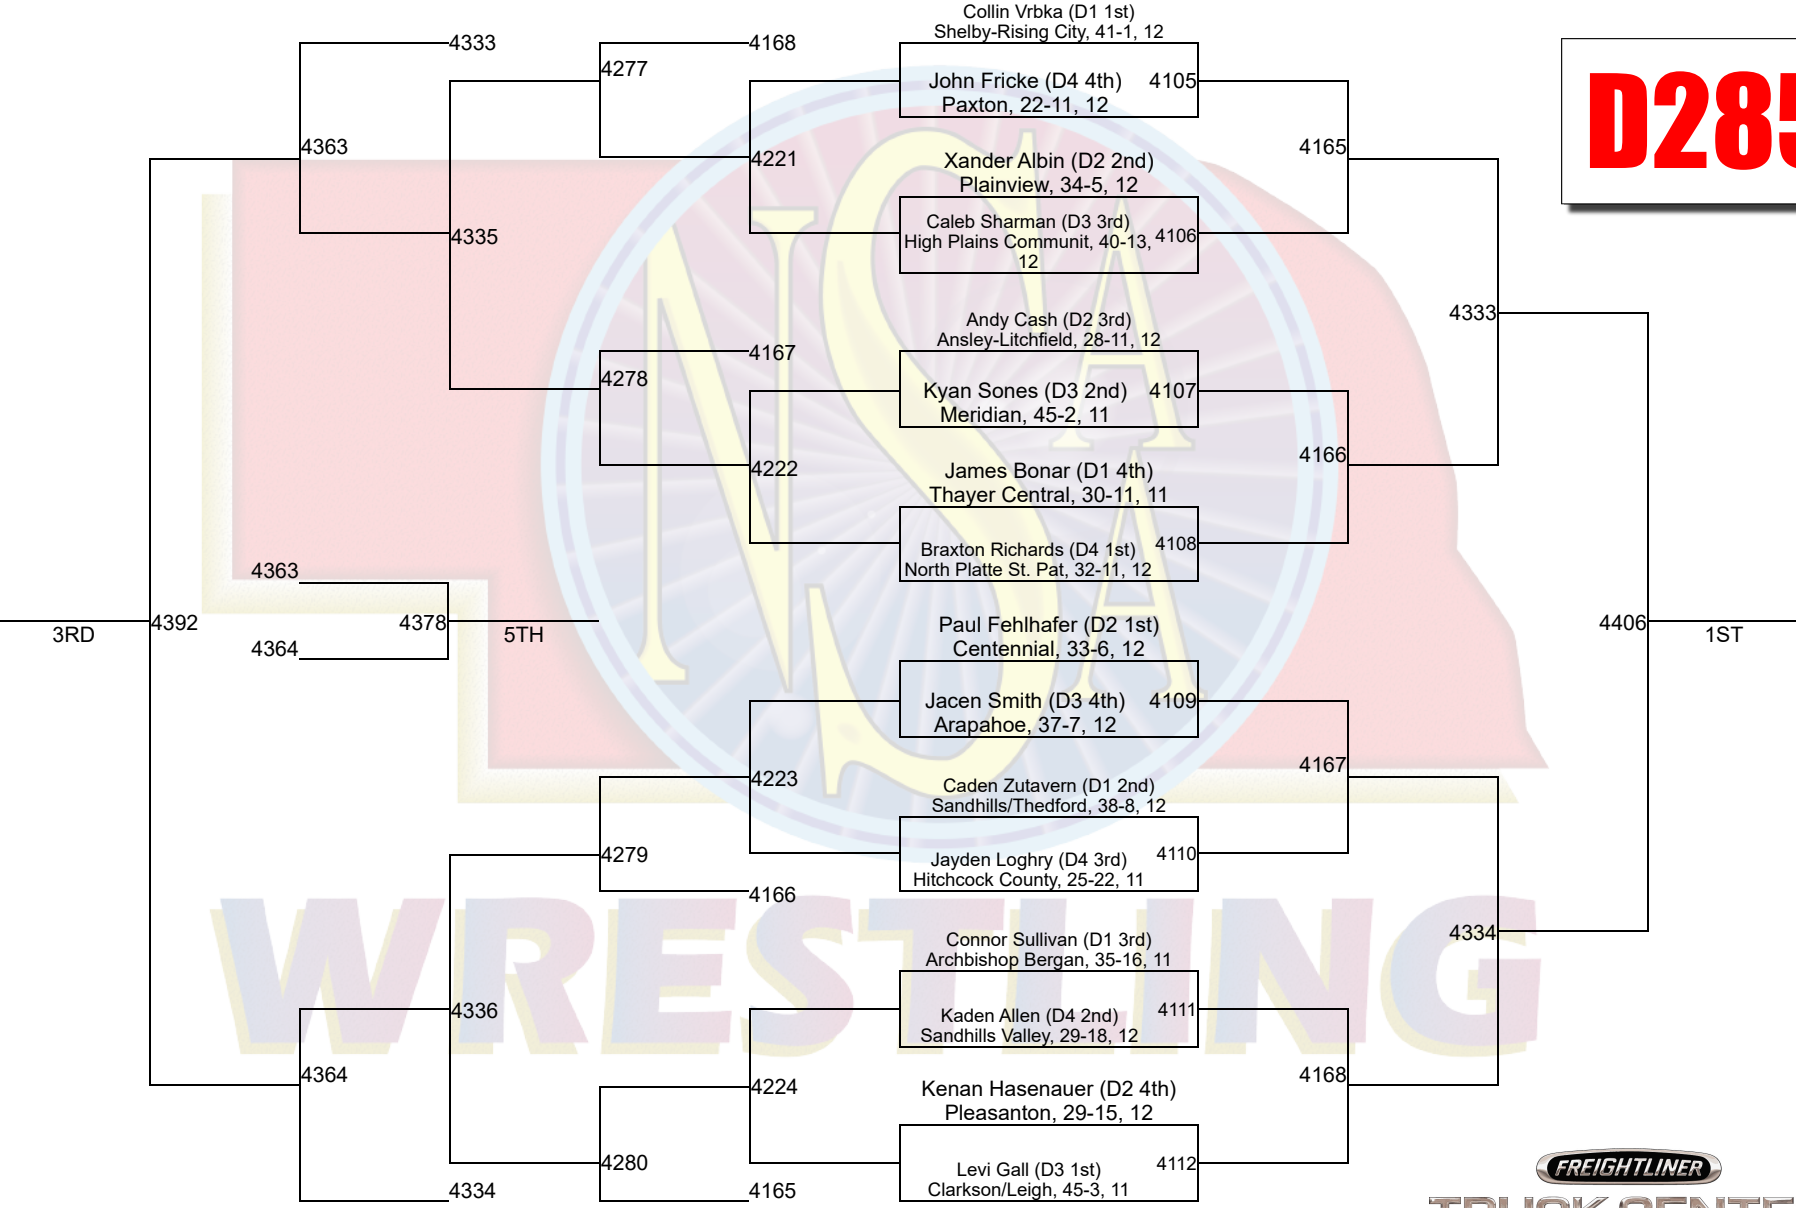 D285
4333
4277
4168
4363
4335
4221
4278
4167
4222
4363
4364
4378
5TH
3RD
4392
4223
4279
4166
4336
4364
4224
4280
4334
4165
Collin Vrbka (D1 1st)
Shelby-Rising City, 41-1, 12
John Fricke (D4 4th)
Paxton, 22-11, 12
4105
Xander Albin (D2 2nd)
Plainview, 34-5, 12
Caleb Sharman (D3 3rd)
High Plains Communit, 40-13,
12
4106
Andy Cash (D2 3rd)
Ansley-Litchfield, 28-11, 12
Kyan Sones (D3 2nd)
Meridian, 45-2, 11
4107
James Bonar (D1 4th)
Thayer Central, 30-11, 11
Braxton Richards (D4 1st)
North Platte St. Pat, 32-11, 12
4108
Paul Fehlhafer (D2 1st)
Centennial, 33-6, 12
Jacen Smith (D3 4th)
Arapahoe, 37-7, 12
4109
Caden Zutavern (D1 2nd)
Sandhills/Thedford, 38-8, 12
Jayden Loghry (D4 3rd)
Hitchcock County, 25-22, 11
4110
Connor Sullivan (D1 3rd)
Archbishop Bergan, 35-16, 11
Kaden Allen (D4 2nd)
Sandhills Valley, 29-18, 12
4111
Kenan Hasenauer (D2 4th)
Pleasanton, 29-15, 12
Levi Gall (D3 1st)
Clarkson/Leigh, 45-3, 11
4112
4165
4166
4333
4167
4168
4334
4406
1ST
NSAA
WRESTLING
FREIGHTLINER
TRUCK CENTE